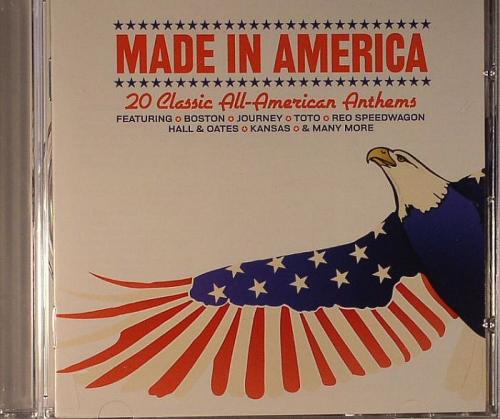 MADE IN AMERICA
20 Classic All-American Anthems
FEATURING BOSTON JOURNEY TOTO REO SPEEDWAGON
HALL & OATES KANSAS & MANY MORE